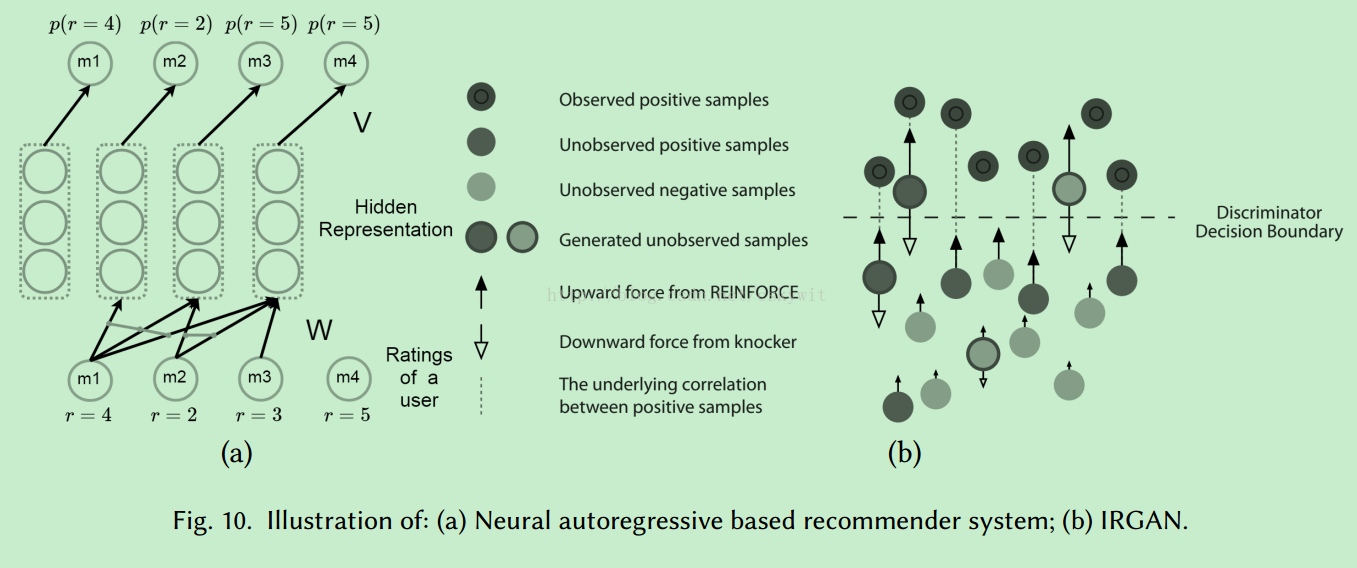 p(r = 4) p(r = 2) p(r = 5) p(r = 5)
m1 m2 m3 m4
V
Hidden
Representation
W
m1 m2 m3 m4
r = 4 r = 2 r = 3 r = 5
Ratings
of a
user
(a)
Observed positive samples
Unobserved positive samples
Unobserved negative samples
Generated unobserved samples
Upward force from REINFORCE
Downward force from knocker
The underlying correlation
between positive samples
Discriminator
Decision Boundary
(b)
Fig. 10. Illustration of: (a) Neural autoregressive based recommender system; (b) IRGAN.